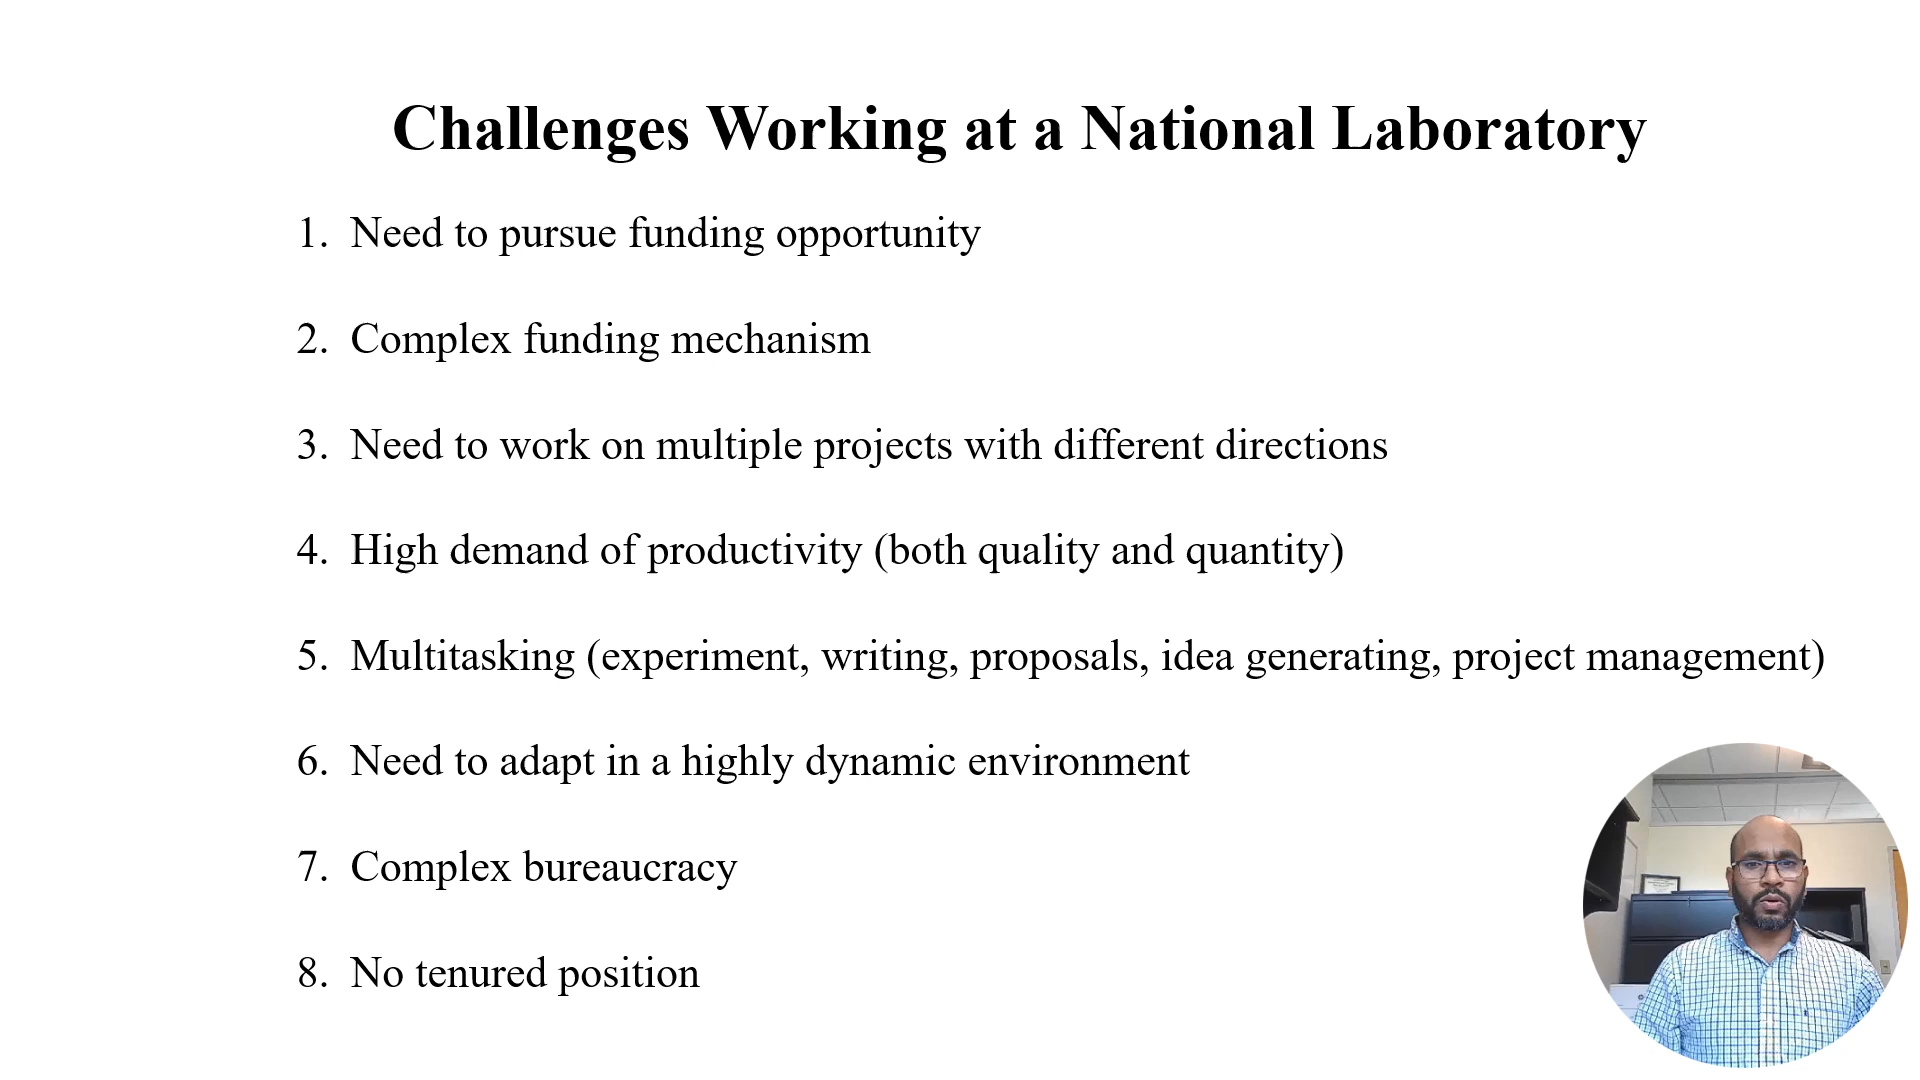 Challenges Working at a National Laboratory
1. Need to pursue funding opportunity
2. Complex funding mechanism
3. Need to work on multiple projects with different directions
4. High demand of productivity (both quality and quantity)
5. Multitasking (experiment, writing, proposals, idea generating, project management)
6. Need to adapt in a highly dynamic environment
7. Complex bureaucracy
8. No tenured position